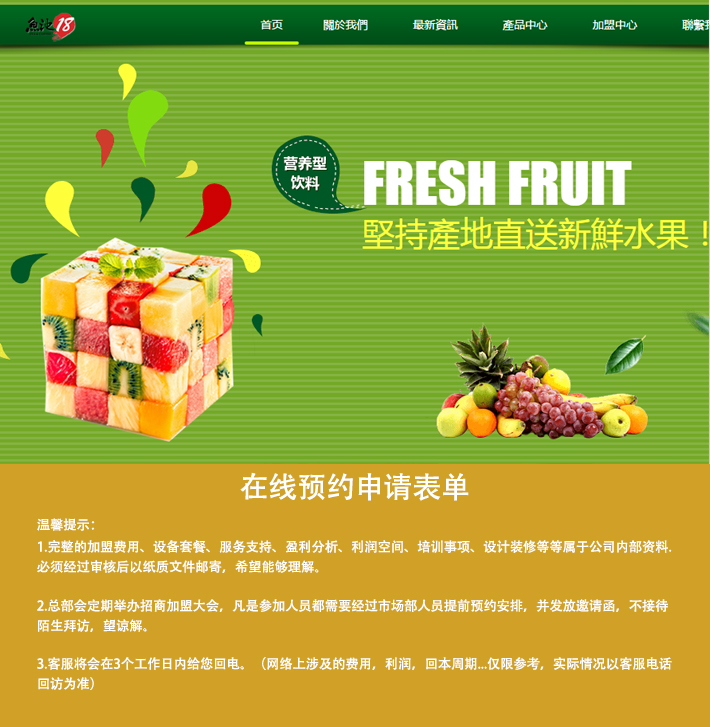 魚池18
首页 關於我們 最新資訊 產品中心 加盟中心 聯繫我
营养型
饮料
FRESH FRUIT
堅持產地直送新鮮水果！
在线预约申请表单
温馨提示：
1.完整的加盟费用、设备套餐、服务支持、盈利分析、利润空间、培训事项、设计装修等等属于公司内部资料.
必须经过审核后以纸质文件邮寄，希望能够理解。
2.总部会定期举办招商加盟大会，凡是参加人员都需要经过市场部人员提前预约安排，并发放邀请函，不接待
陌生拜访，望谅解。
3.客服将会在3个工作日内给您回电。（网络上涉及的费用，利润，回本周期...仅限参考，实际情况以客服电话
回访为准）